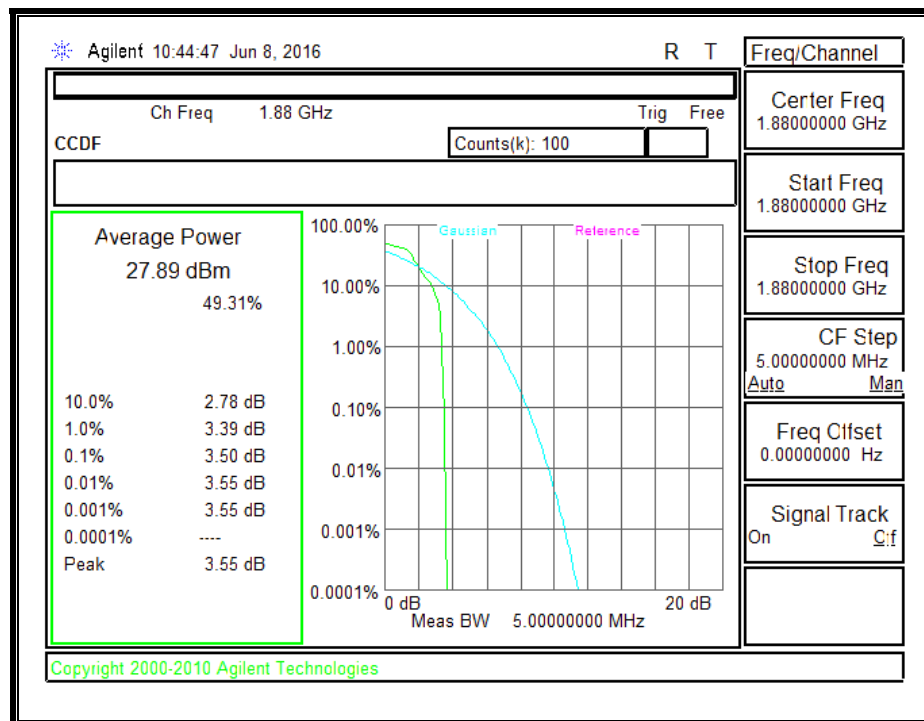 Agilent 10:44:47 Jun 8, 2016 R T
Freq/Channel
Ch Freq 1.88 GHz Trig Free
CCDF Counts(k): 100
Average Power
27.89 dBm
49.31%
10.0% 2.78 dB
1.0% 3.39 dB
0.1% 3.50 dB
0.01% 3.55 dB
0.001% 3.55 dB
0.0001% ----
Peak 3.55 dB
Gaussian Reference
100.00%
10.00%
1.00%
0.10%
0.01%
0.001%
0.0001%
0 dB 20 dB
Meas BW 5.00000000 MHz
Center Freq
1.88000000 GHz
Start Freq
1.88000000 GHz
Stop Freq
1.88000000 GHz
CF Step
5.00000000 MHz
Auto Man
Freq Offset
0.00000000 Hz
Signal Track
On Off
Copyright 2000-2010 Agilent Technologies